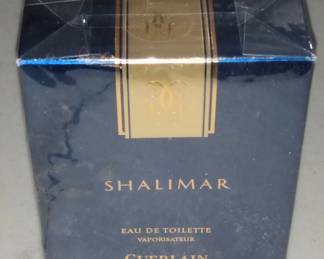 SHALIMAR
EAU DE TOILETTE
VAPORISATEUR
GUERLAIN